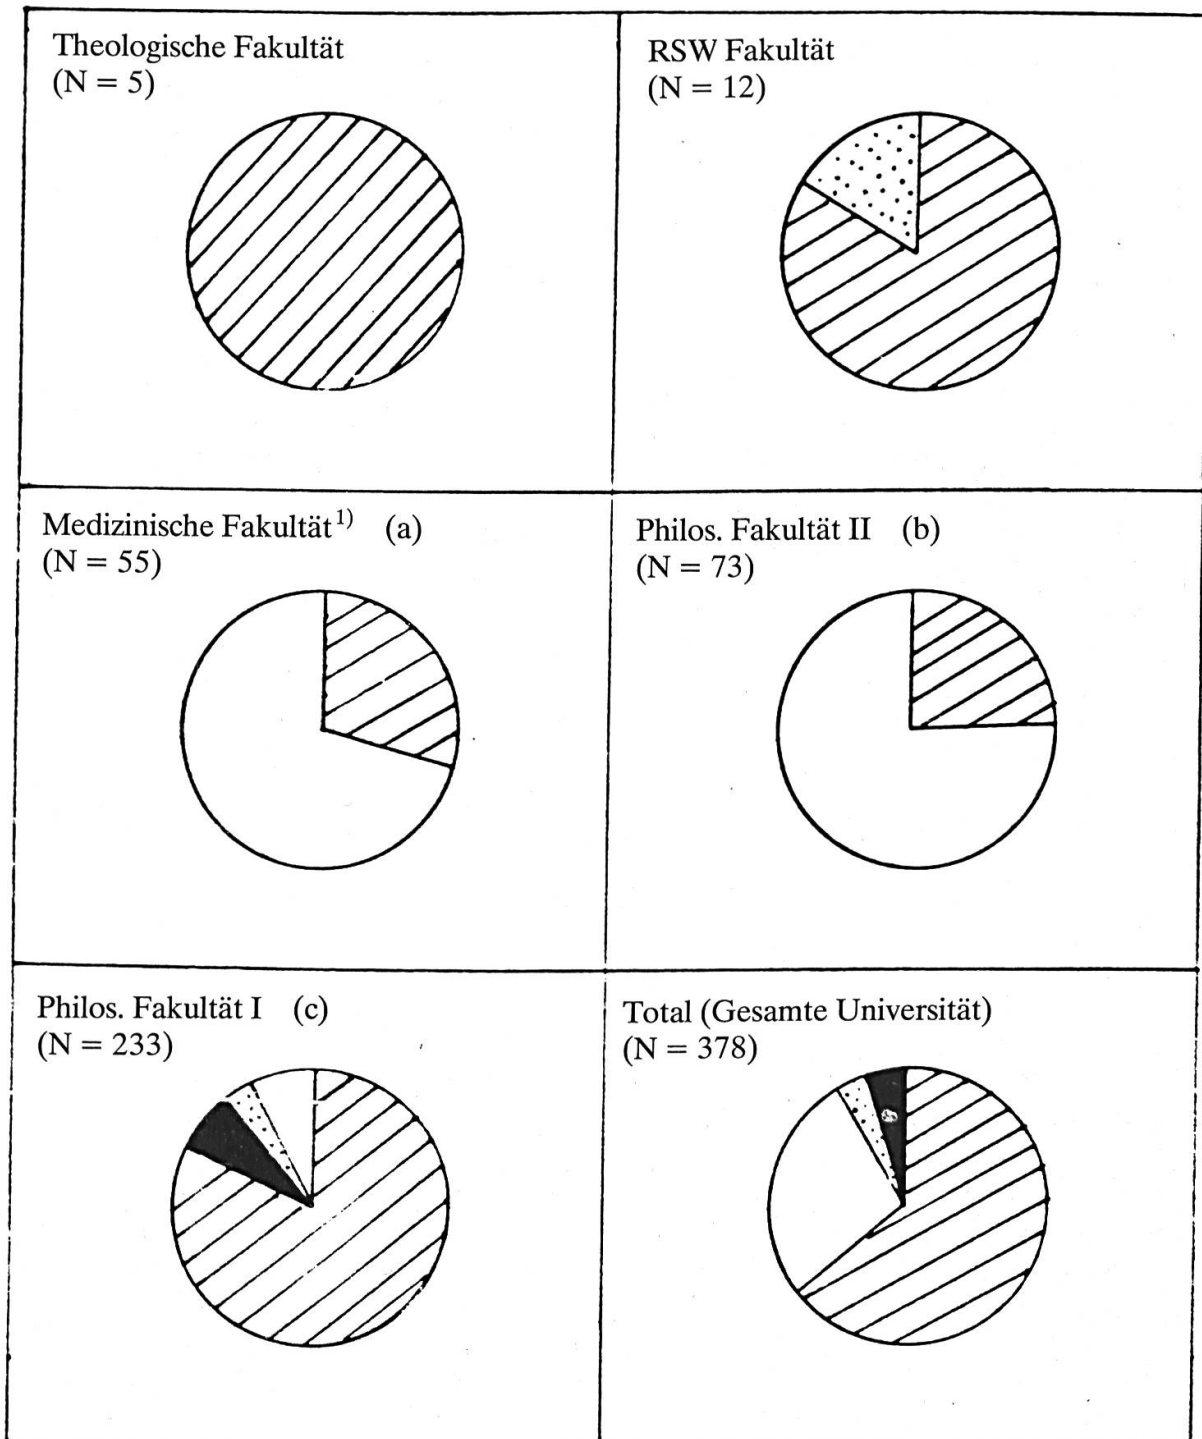 Theologische Fakultät
(N = 5)
RSW Fakultät
(N = 12)
Medizinische Fakultät¹⁾ (a)
(N = 55)
Philos. Fakultät II (b)
(N = 73)
Philos. Fakultät I (c)
(N = 233)
Total (Gesamte Universität)
(N = 378)